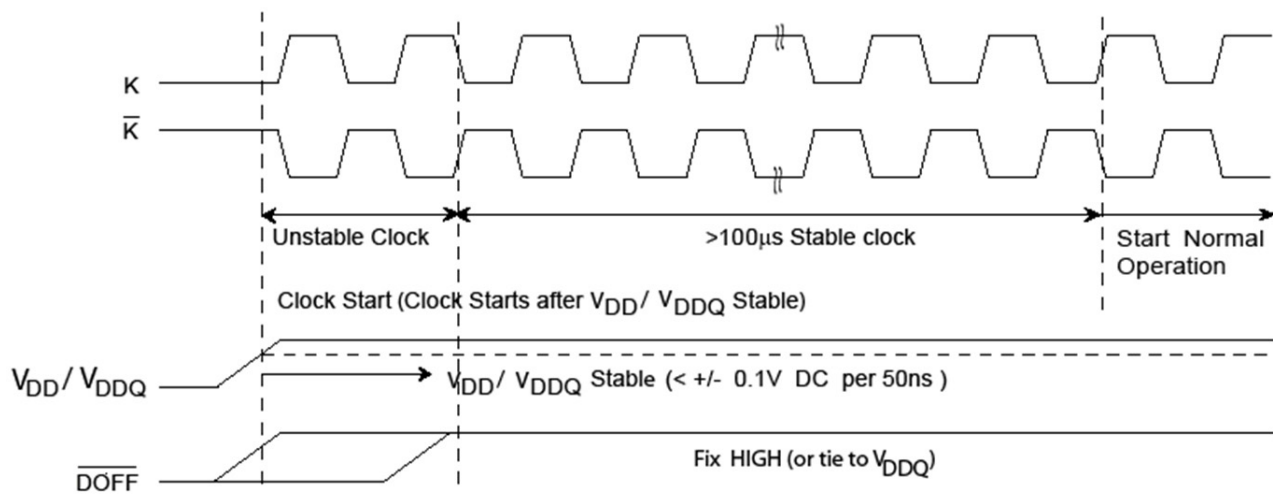 K
K̅
Unstable Clock
>100μs Stable clock
Start Normal
Operation
Clock Start (Clock Starts after VDD/ VDDQ Stable)
VDD/ VDDQ
VDD/ VDDQ Stable (< +/- 0.1V DC per 50ns )
D̅O̅F̅F̅
Fix HIGH (or tie to VDDQ)